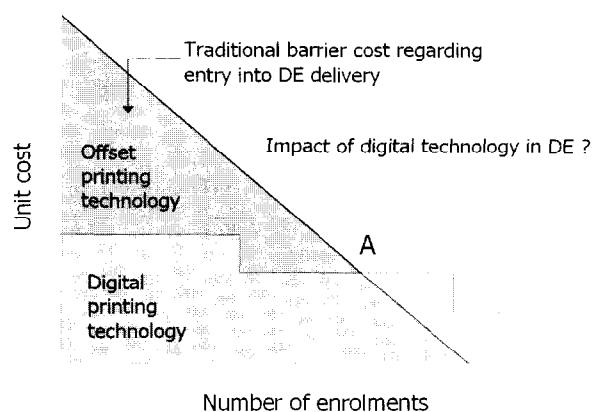 Traditional barrier cost regarding
entry into DE delivery
Impact of digital technology in DE ?
Unit cost
Offset
printing
technology
A
Digital
printing
technology
Number of enrolments